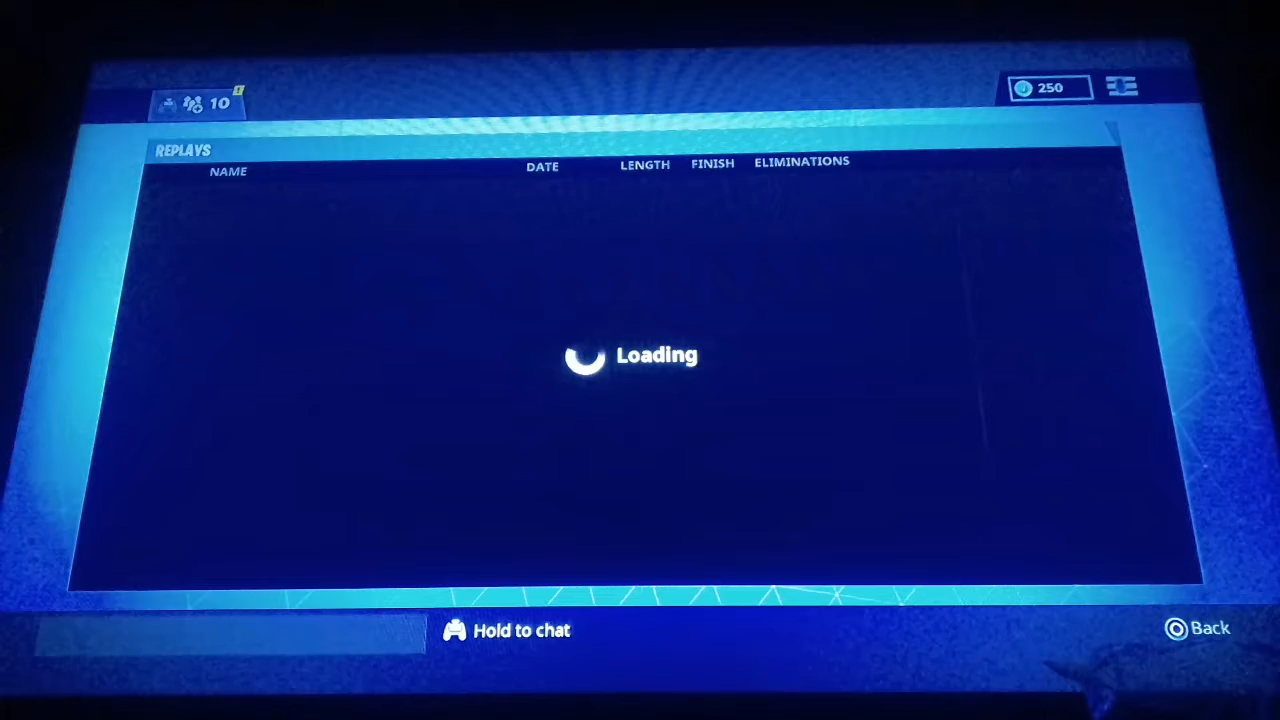 10
250
REPLAYS
NAME DATE LENGTH FINISH ELIMINATIONS
Loading
Hold to chat
Back